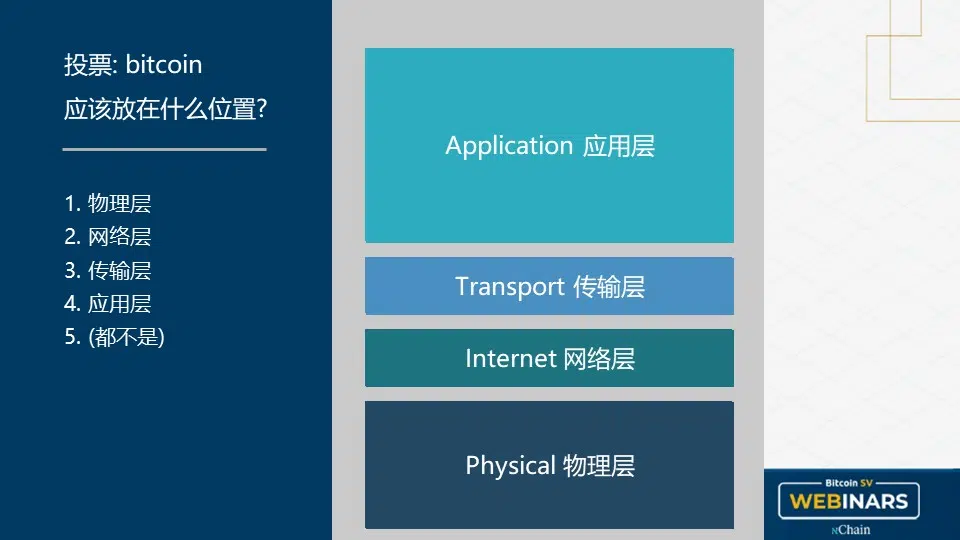 投票: bitcoin
应该放在什么位置?
1. 物理层
2. 网络层
3. 传输层
4. 应用层
5. (都不是)
Application 应用层
Transport 传输层
Internet 网络层
Physical 物理层
Bitcoin SV
WEBINARS
nChain